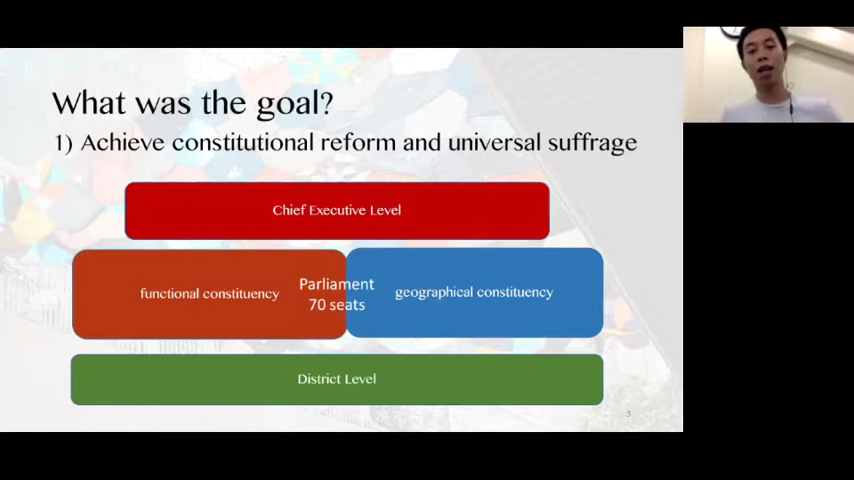 What was the goal?
1) Achieve constitutional reform and universal suffrage
Chief Executive Level
functional constituency
Parliament
70 seats
geographical constituency
District Level
5